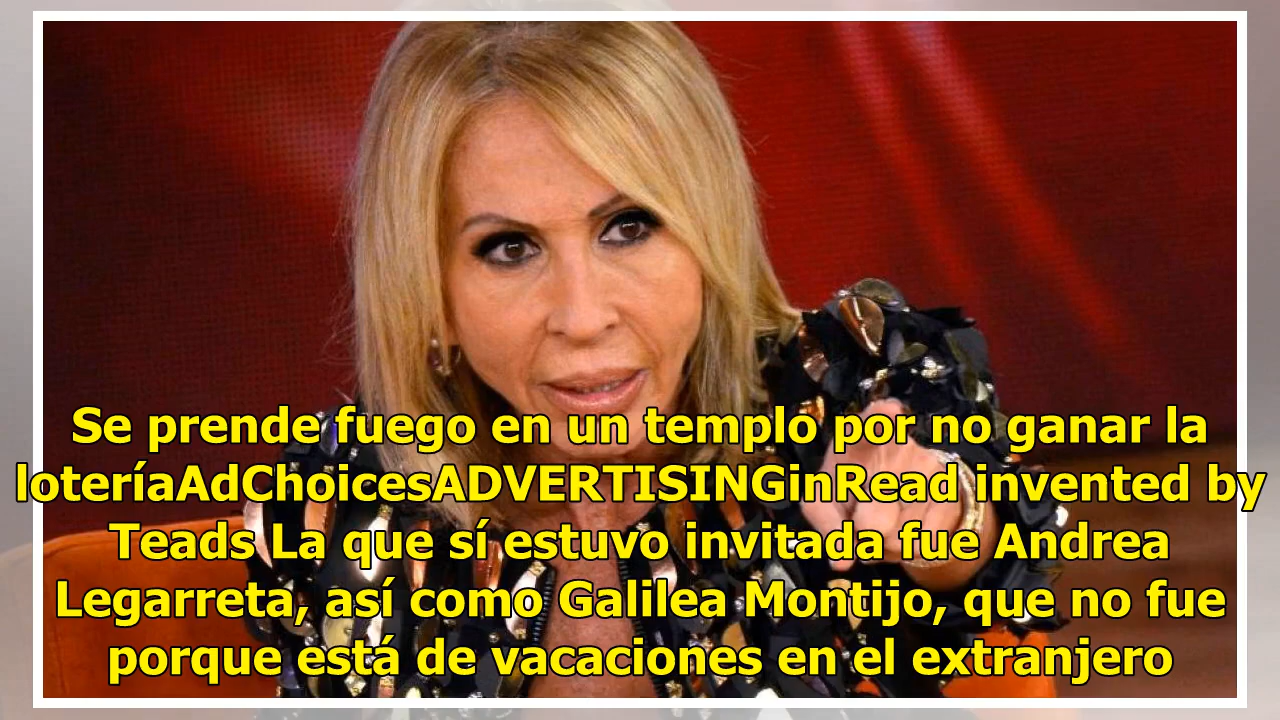 Se prende fuego en un templo por no ganar la
loteríaAdChoicesADVERTISINGinRead invented by
Teads La que sí estuvo invitada fue Andrea
Legarreta, así como Galilea Montijo, que no fue
porque está de vacaciones en el extranjero